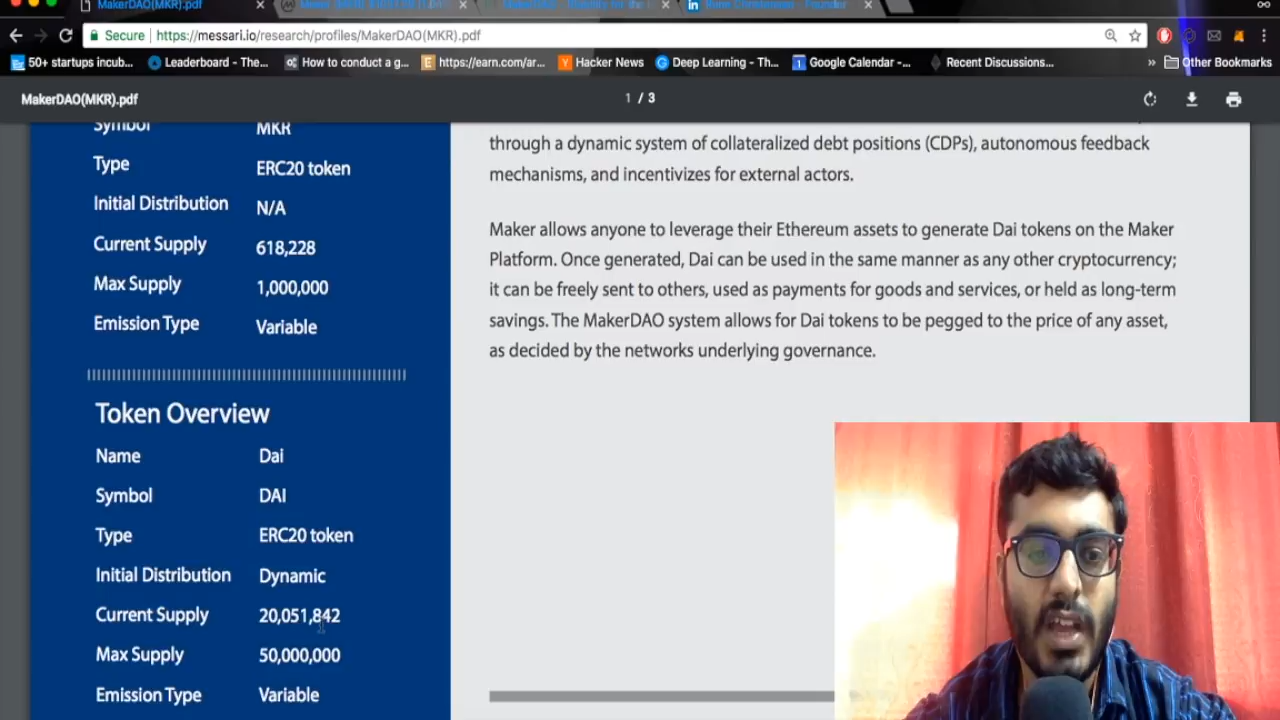 MakerDAO(MKR).pdf
Secure https://messari.io/research/profiles/MakerDAO(MKR).pdf
50+ startups incub... Leaderboard - The... How to conduct a g... https://earn.com/ar... Hacker News Deep Learning - Th... Google Calendar -... Recent Discussions... » Other Bookmarks
MakerDAO(MKR).pdf 1 / 3
Symbol MKR
Type ERC20 token
Initial Distribution N/A
Current Supply 618,228
Max Supply 1,000,000
Emission Type Variable
Token Overview
Name Dai
Symbol DAI
Type ERC20 token
Initial Distribution Dynamic
Current Supply 20,051,842
Max Supply 50,000,000
Emission Type Variable
through a dynamic system of collateralized debt positions (CDPs), autonomous feedback
mechanisms, and incentivizes for external actors.
Maker allows anyone to leverage their Ethereum assets to generate Dai tokens on the Maker
Platform. Once generated, Dai can be used in the same manner as any other cryptocurrency;
it can be freely sent to others, used as payments for goods and services, or held as long-term
savings. The MakerDAO system allows for Dai tokens to be pegged to the price of any asset,
as decided by the networks underlying governance.